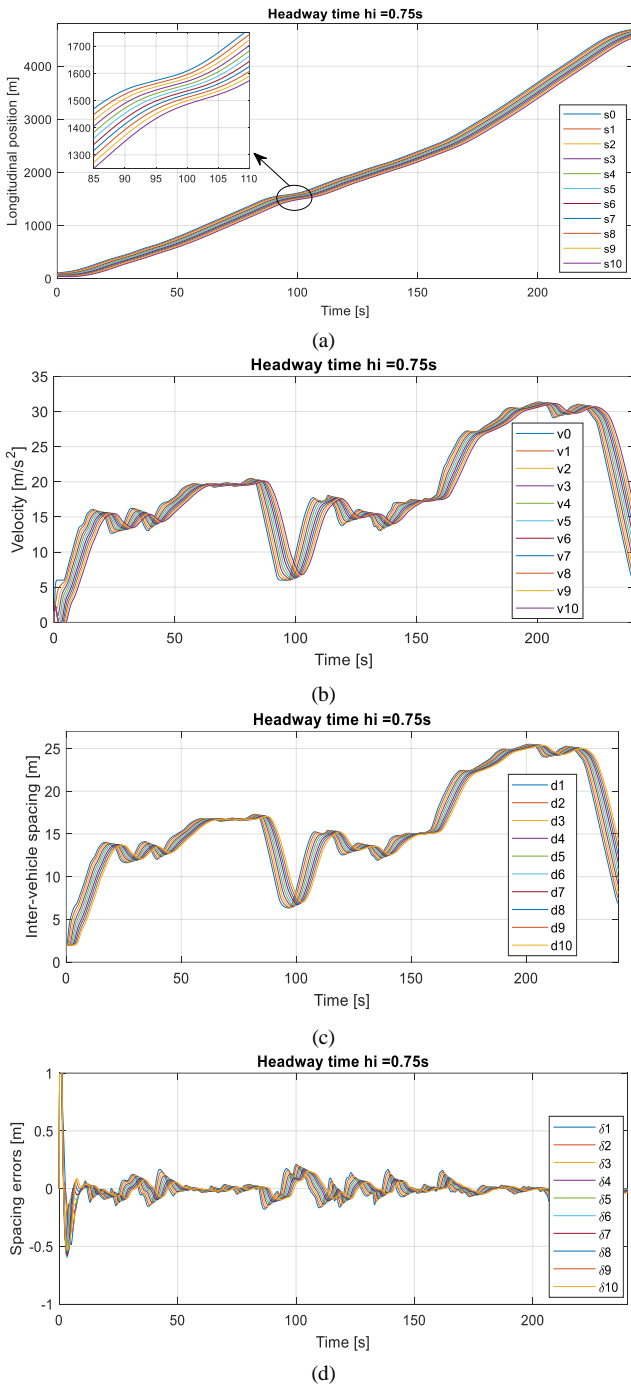 Headway time hi =0.75s
Longitudinal position [m]
4000
3000
2000
1000
0
1700
1600
1500
1400
1300
85 90 95 100 105 110
s0
s1
s2
s3
s4
s5
s6
s7
s8
s9
s10
0 50 100 150 200
Time [s]
(a)
Headway time hi =0.75s
Velocity [m/s²]
35
30
25
20
15
10
5
0
v0
v1
v2
v3
v4
v5
v6
v7
v8
v9
v10
0 50 100 150 200
Time [s]
(b)
Headway time hi =0.75s
Inter-vehicle spacing [m]
25
20
15
10
5
0
d1
d2
d3
d4
d5
d6
d7
d8
d9
d10
0 50 100 150 200
Time [s]
(c)
Headway time hi =0.75s
Spacing errors [m]
1
0.5
0
-0.5
-1
δ1
δ2
δ3
δ4
δ5
δ6
δ7
δ8
δ9
δ10
0 50 100 150 200
Time [s]
(d)